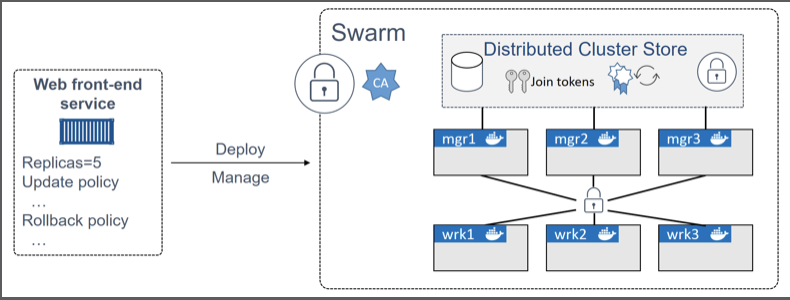 Swarm
Distributed Cluster Store
CA
Join tokens
Web front-end
service
Replicas=5
Update policy
...
Rollback policy
...
Deploy
Manage
mgr1
mgr2
mgr3
wrk1
wrk2
wrk3